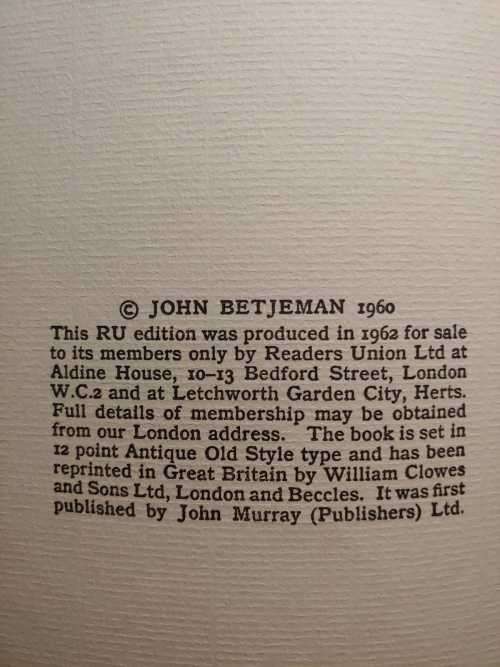 © JOHN BETJEMAN 1960
This RU edition was produced in 1962 for sale
to its members only by Readers Union Ltd at
Aldine House, 10–13 Bedford Street, London
W.C.2 and at Letchworth Garden City, Herts.
Full details of membership may be obtained
from our London address. The book is set in
12 point Antique Old Style type and has been
reprinted in Great Britain by William Clowes
and Sons Ltd, London and Beccles. It was first
published by John Murray (Publishers) Ltd.